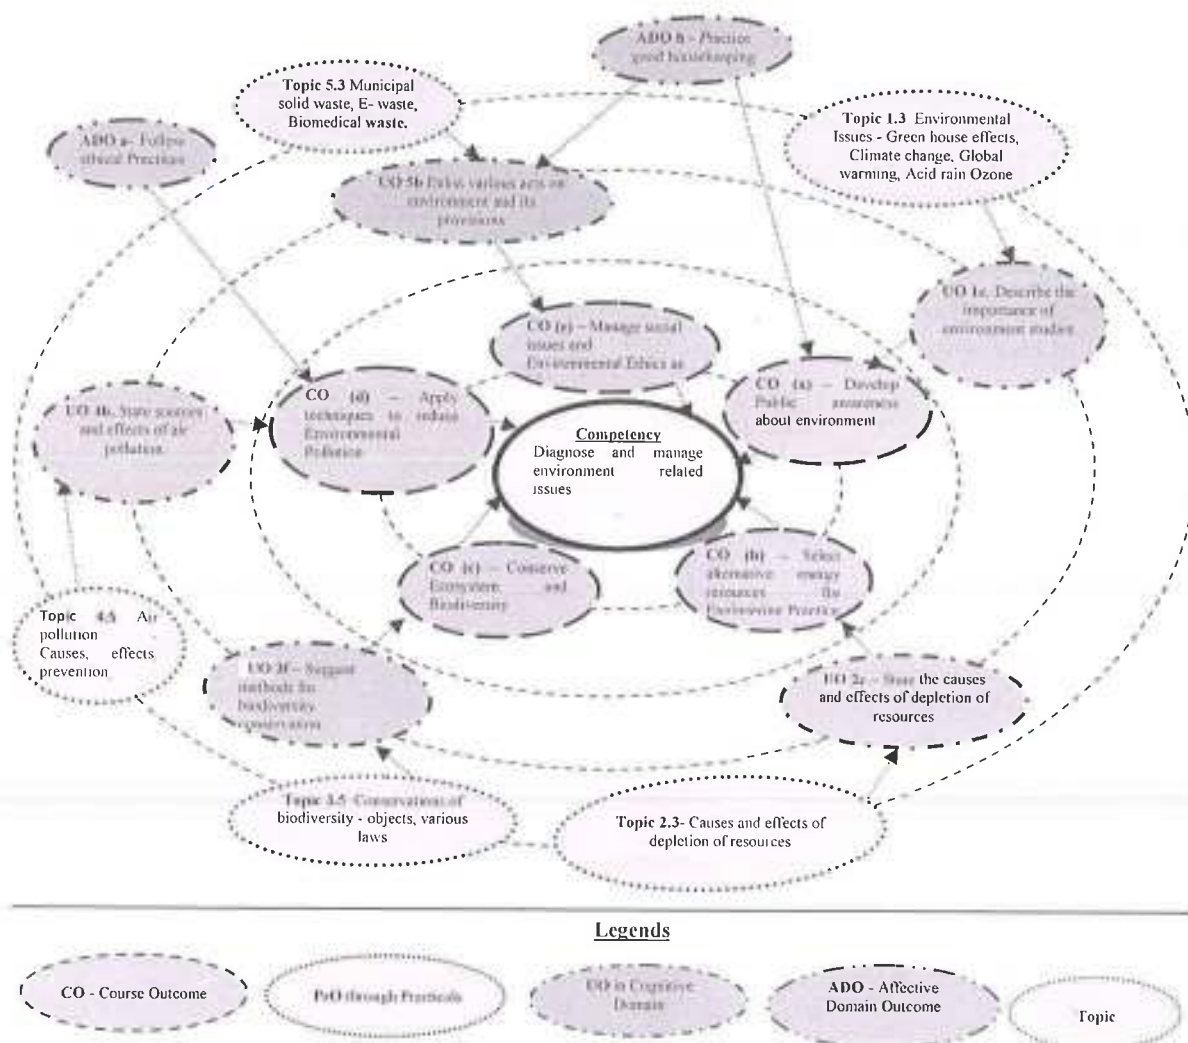 ADO h - Practice
good housekeeping
Topic 5.3 Municipal
solid waste, E- waste,
Biomedical waste.
Topic 1.3 Environmental
Issues - Green house effects,
Climate change, Global
warming, Acid rain Ozone
ADO a- Follow
ethical Practices
UO 5b Enlist various acts on
environment and its
provisions
UO 1c. Describe the
importance of
environment studies
CO (e) – Manage social
issues and
Environmental Ethics as
CO (d) – Apply
techniques to reduce
Environmental
Pollution
CO (a) – Develop
Public awareness
about environment
UO 4b. State sources
and effects of air
pollution
Competency
Diagnose and manage
environment related
issues
CO (c) – Conserve
Ecosystem and
Biodiversity
CO (b) – Select
alternative energy
resources for
Engineering Practice
Topic 4.5 Air
pollution
Causes, effects
prevention
UO 3f – Suggest
methods for
biodiversity
conservation
UO 2c – State the causes
and effects of depletion of
resources
Topic 3.5 Conservations of
biodiversity - objects, various
laws
Topic 2.3- Causes and effects of
depletion of resources
Legends
CO - Course Outcome
PrO through Practicals
UO in Cognitive
Domain
ADO - Affective
Domain Outcome
Topic